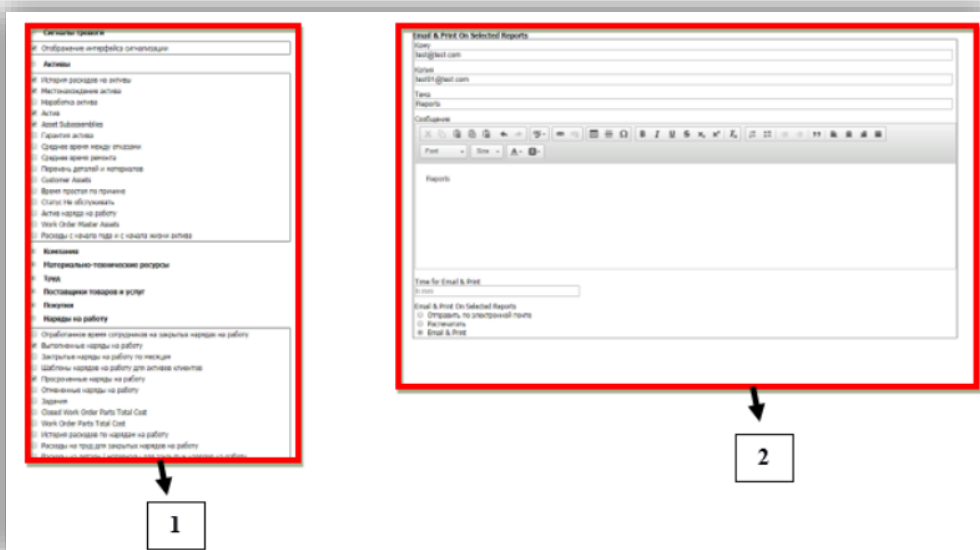 Сигналы тревоги
Отображение интерфейса сигнализации
Активы
История расходов на активы
Местонахождение актива
Наработка актива
Актив
Asset Subassemblies
Гарантия актива
Среднее время между отказами
Среднее время ремонта
Перечень деталей и материалов
Customer Assets
Время простоя по причине
Статус Не обслуживать
Актив наряда на работу
Work Order Master Assets
Расходы с начала года и с начала жизни актива
Компания
Материально-технические ресурсы
Труд
Поставщики товаров и услуг
Покупки
Наряды на работу
Отработанное время сотрудников на закрытых нарядах на работу
Выполненные наряды на работу
Закрытые наряды на работу по месяцам
Шаблоны нарядов на работу для активов клиентов
Просроченные наряды на работу
Отмененные наряды на работу
Задания
Closed Work Order Parts Total Cost
Work Order Parts Total Cost
История расходов по нарядам на работу
Расходы на труд для закрытых нарядов на работу
1
Email & Print On Selected Reports
Кому
test@test.com
Копия
test01@test.com
Тема
Reports
Сообщение
B I U S
Font Size A
Reports
Time for Email & Print
Email & Print On Selected Reports
Отправить по электронной почте
Распечатать
Email & Print
2